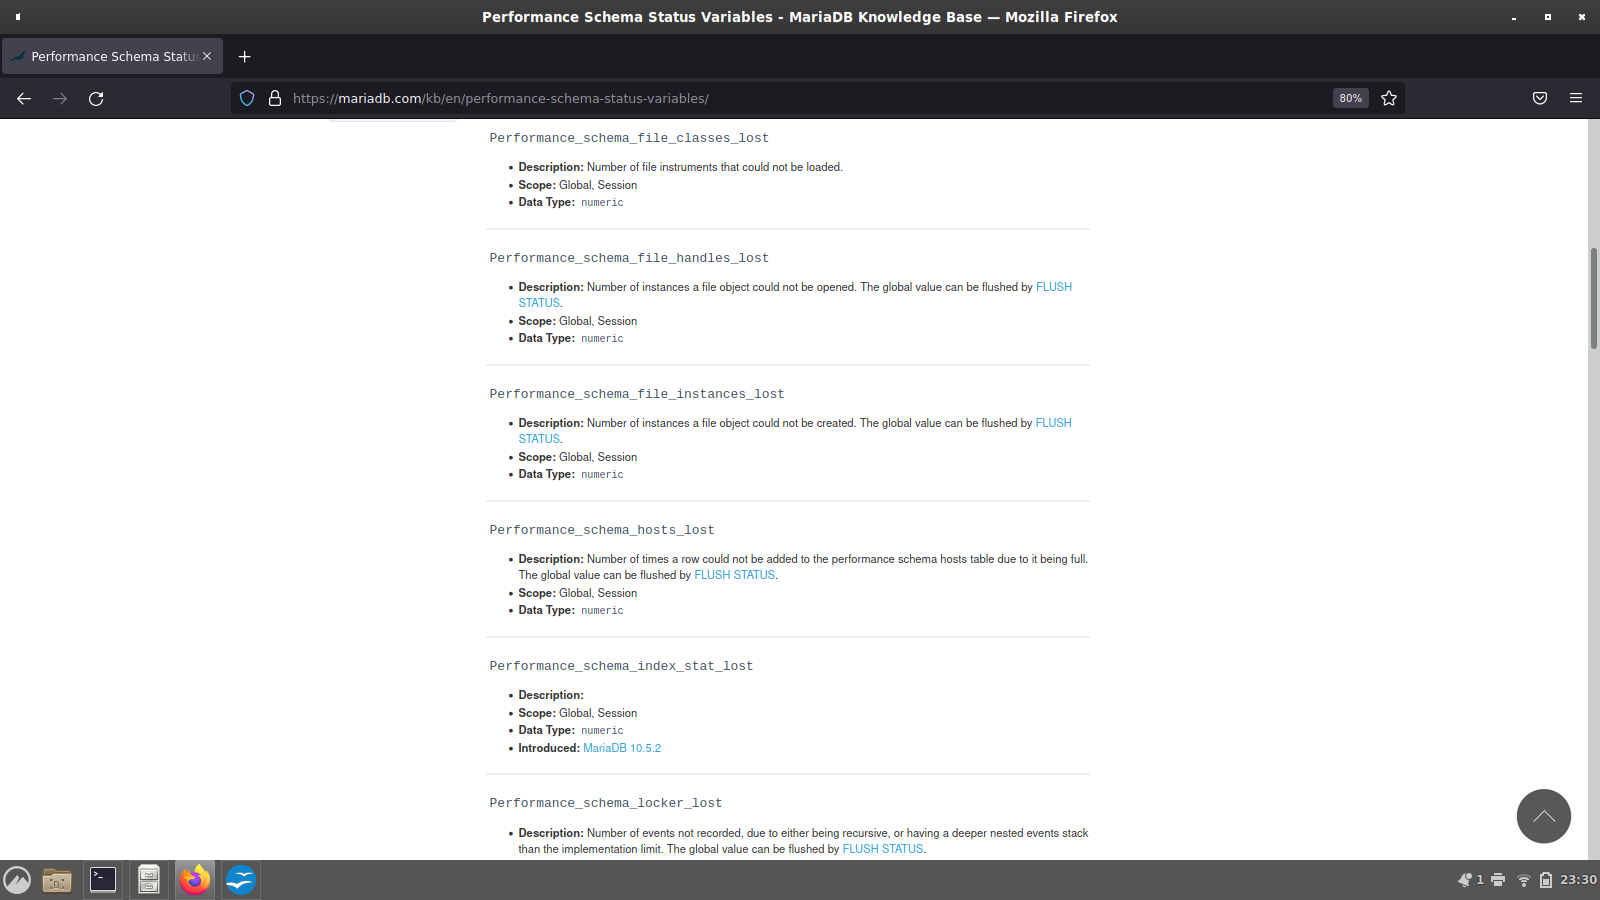 Performance Schema Status Variables - MariaDB Knowledge Base — Mozilla Firefox
Performance Schema Status
https://mariadb.com/kb/en/performance-schema-status-variables/
80%
Performance_schema_file_classes_lost
• Description: Number of file instruments that could not be loaded.
• Scope: Global, Session
• Data Type: numeric
Performance_schema_file_handles_lost
• Description: Number of instances a file object could not be opened. The global value can be flushed by FLUSH
STATUS.
• Scope: Global, Session
• Data Type: numeric
Performance_schema_file_instances_lost
• Description: Number of instances a file object could not be created. The global value can be flushed by FLUSH
STATUS.
• Scope: Global, Session
• Data Type: numeric
Performance_schema_hosts_lost
• Description: Number of times a row could not be added to the performance schema hosts table due to it being full.
The global value can be flushed by FLUSH STATUS.
• Scope: Global, Session
• Data Type: numeric
Performance_schema_index_stat_lost
• Description:
• Scope: Global, Session
• Data Type: numeric
• Introduced: MariaDB 10.5.2
Performance_schema_locker_lost
• Description: Number of events not recorded, due to either being recursive, or having a deeper nested events stack
than the implementation limit. The global value can be flushed by FLUSH STATUS.
1
23:30